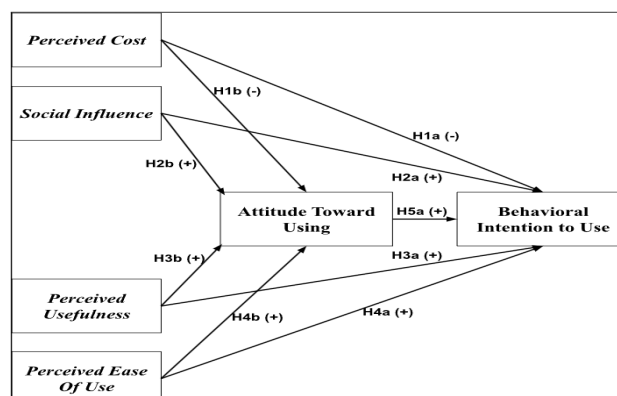 Perceived Cost
H1b (-)
Social Influence
H1a (-)
H2b (+)
H2a (+)
Attitude Toward
Using
H5a (+)
Behavioral
Intention to Use
H3b (+)
H3a (+)
Perceived
Usefulness
H4b (+)
H4a (+)
Perceived Ease
Of Use